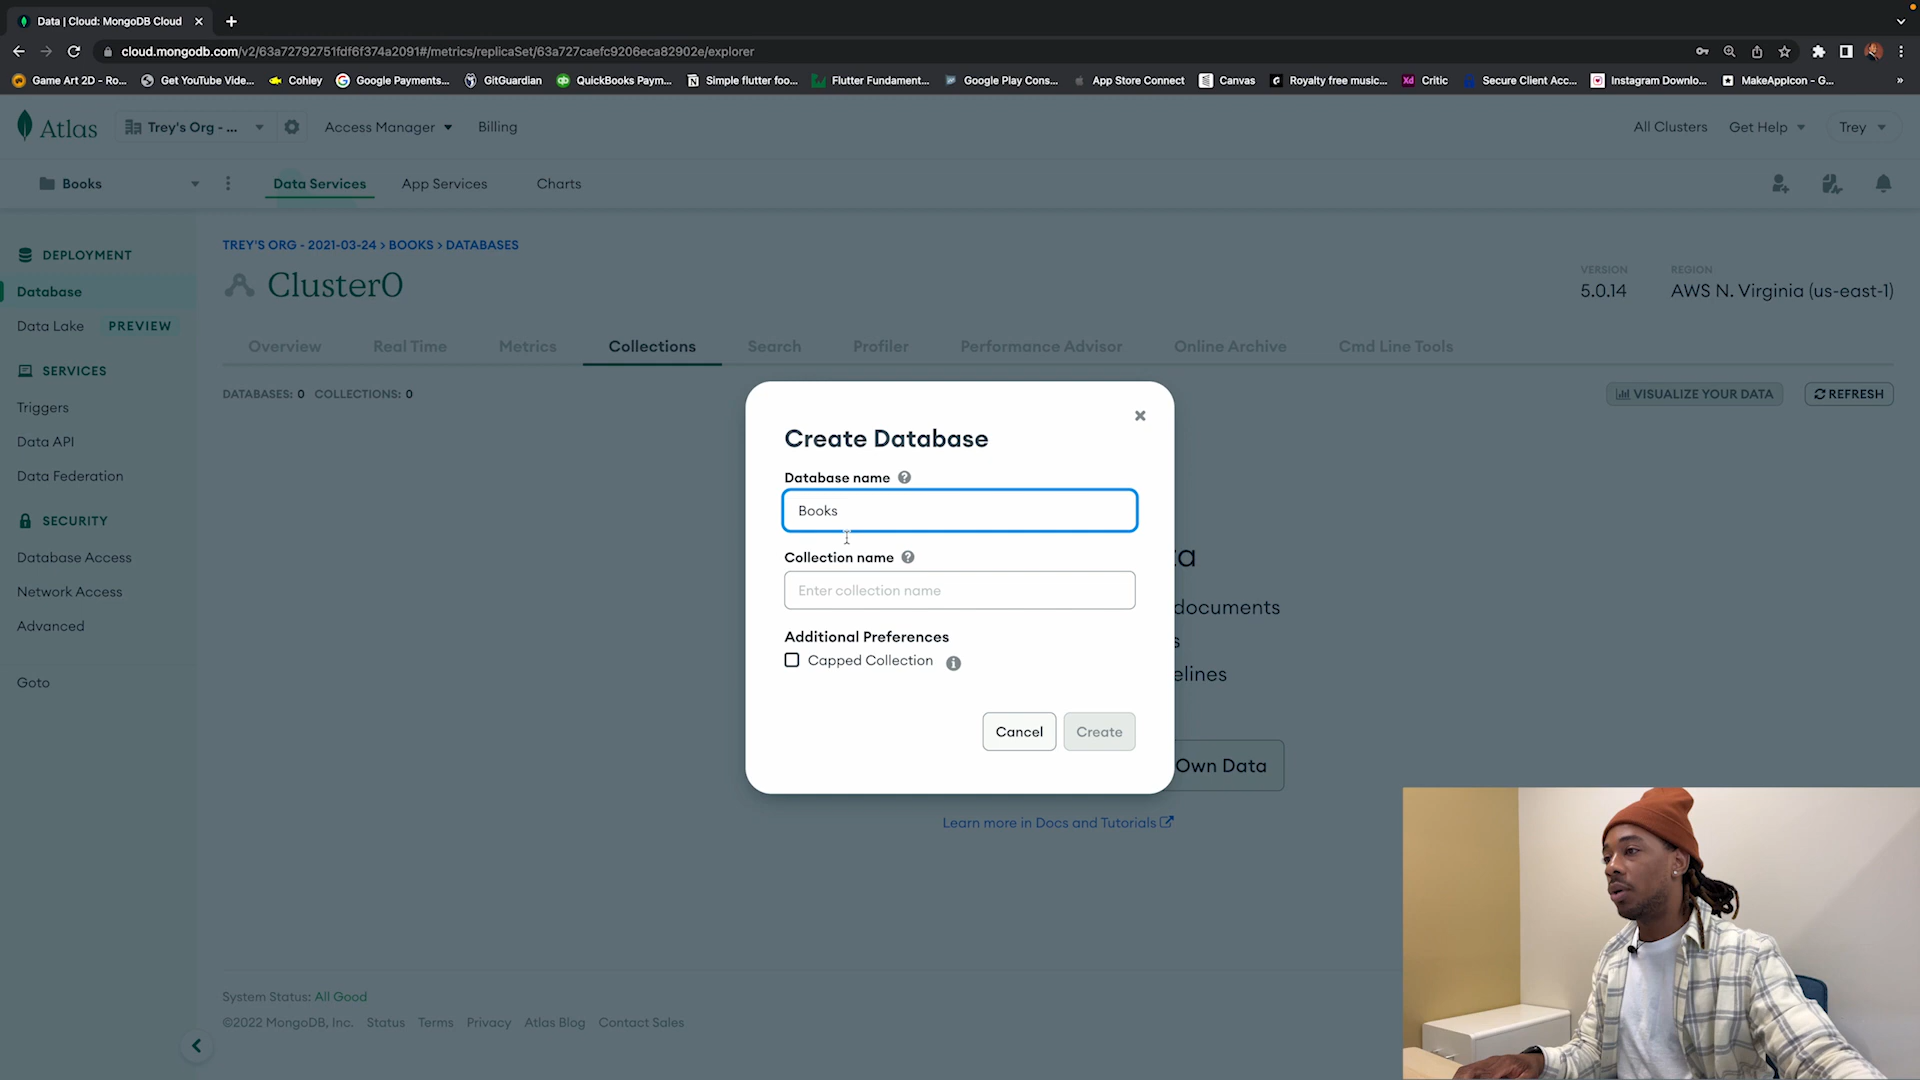 Data | Cloud: MongoDB Cloud
cloud.mongodb.com/v2/63a72792751fdf6f374a2091#/metrics/replicaSet/63a727caefc9206eca82902e/explorer
Game Art 2D - Ro... Get YouTube Vide... Cohley Google Payments... GitGuardian QuickBooks Paym... Simple flutter foo... Flutter Fundament... Google Play Cons... App Store Connect Canvas Royalty free music... Xd Critic Secure Client Acc... Instagram Downlo... MakeAppIcon - G... »
Atlas Trey's Org - ... Access Manager Billing All Clusters Get Help Trey
Books Data Services App Services Charts
DEPLOYMENT
Database
Data Lake PREVIEW
SERVICES
Triggers
Data API
Data Federation
SECURITY
Database Access
Network Access
Advanced
Goto
TREY'S ORG - 2021-03-24 > BOOKS > DATABASES
Cluster0
VERSION
5.0.14
REGION
AWS N. Virginia (us-east-1)
Overview Real Time Metrics Collections Search Profiler Performance Advisor Online Archive Cmd Line Tools
DATABASES: 0 COLLECTIONS: 0 VISUALIZE YOUR DATA REFRESH
Create Database
Database name
Books
Collection name
Enter collection name
Additional Preferences
Capped Collection
Cancel Create
ta
documents
s
elines
Own Data
Learn more in Docs and Tutorials
System Status: All Good
©2022 MongoDB, Inc. Status Terms Privacy Atlas Blog Contact Sales